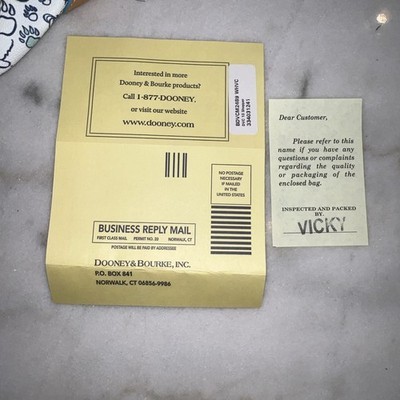 Interested in more
Dooney & Bourke products?
Call 1-877-DOONEY.
or visit our website
www.dooney.com
NO POSTAGE
NECESSARY
IF MAILED
IN THE
UNITED STATES
BUSINESS REPLY MAIL
FIRST CLASS MAIL PERMIT NO. 50 NORWALK, CT
POSTAGE WILL BE PAID BY ADDRESSEE
DOONEY & BOURKE, INC.
P.O. BOX 841
NORWALK, CT 06856-9986
Dear Customer,
Please refer to this
name if you have any
questions or complaints
regarding the quality
or packaging of the
enclosed bag.
INSPECTED AND PACKED
BY.
VICKY